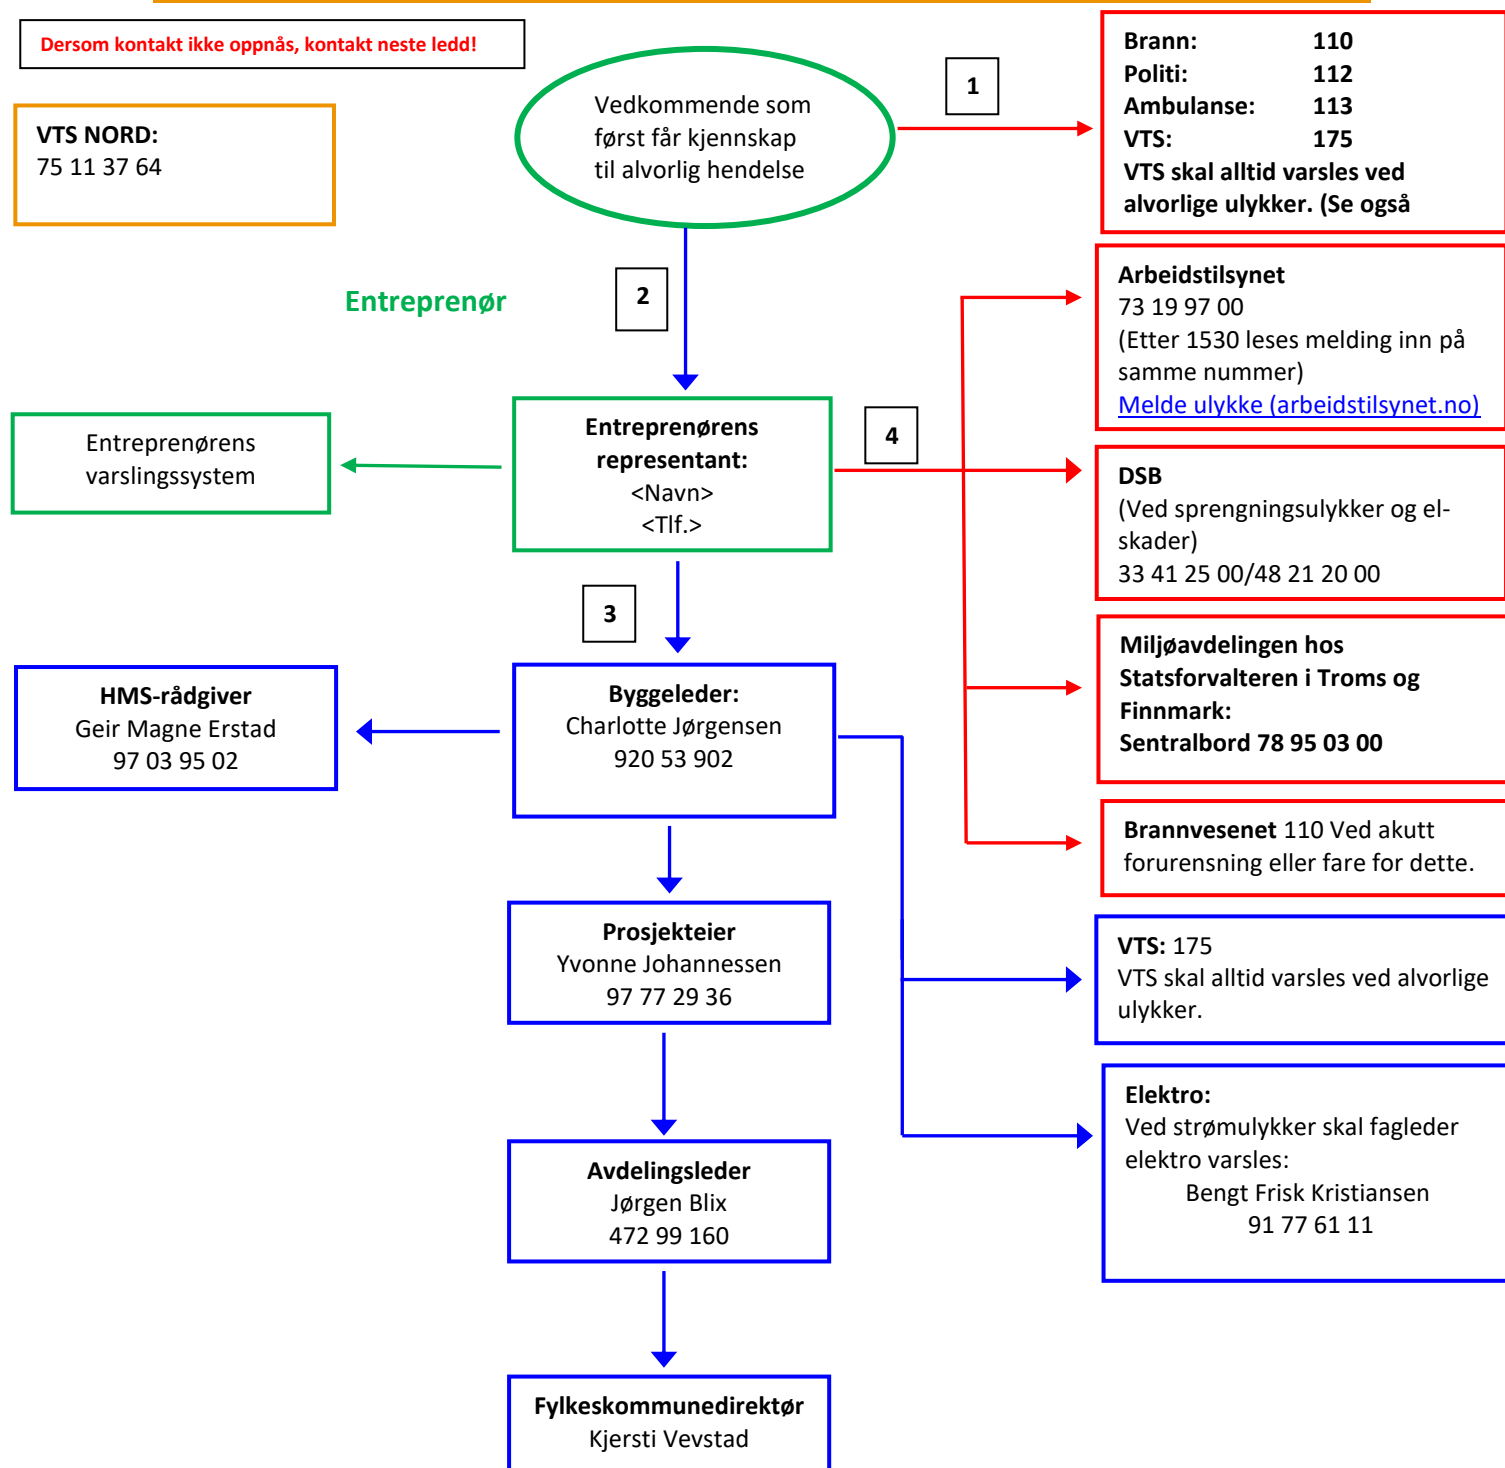 Dersom kontakt ikke oppnås, kontakt neste ledd!
VTS NORD:
75 11 37 64
Vedkommende som
først får kjennskap
til alvorlig hendelse
1
Brann: 110
Politi: 112
Ambulanse: 113
VTS: 175
VTS skal alltid varsles ved
alvorlige ulykker. (Se også
2
Entreprenør
Arbeidstilsynet
73 19 97 00
(Etter 1530 leses melding inn på
samme nummer)
Melde ulykke (arbeidstilsynet.no)
Entreprenørens
varslingssystem
Entreprenørens
representant:
<Navn>
<Tlf.>
4
DSB
(Ved sprengningsulykker og el-
skader)
33 41 25 00/48 21 20 00
3
Miljøavdelingen hos
Statsforvalteren i Troms og
Finnmark:
Sentralbord 78 95 03 00
HMS-rådgiver
Geir Magne Erstad
97 03 95 02
Byggeleder:
Charlotte Jørgensen
920 53 902
Brannvesenet 110 Ved akutt
forurensning eller fare for dette.
Prosjekteier
Yvonne Johannessen
97 77 29 36
VTS: 175
VTS skal alltid varsles ved alvorlige
ulykker.
Elektro:
Ved strømulykker skal fagleder
elektro varsles:
Bengt Frisk Kristiansen
91 77 61 11
Avdelingsleder
Jørgen Blix
472 99 160
Fylkeskommunedirektør
Kjersti Vevstad